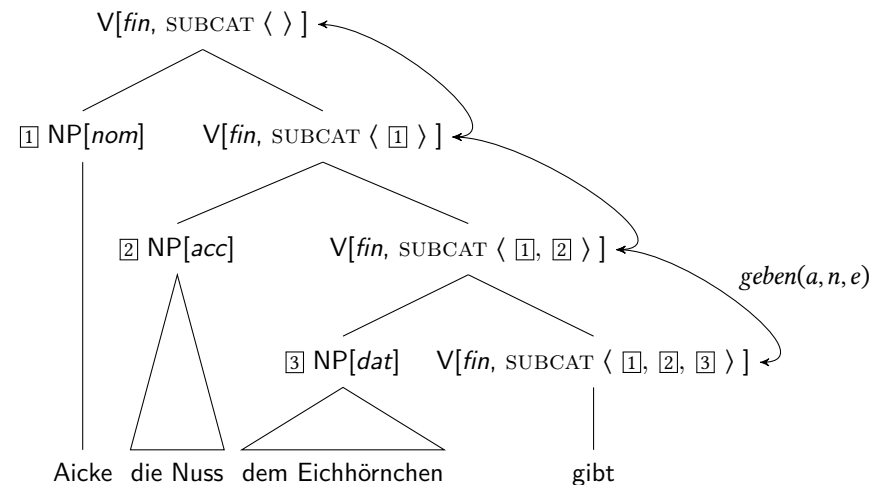 V[fin, SUBCAT ⟨ ⟩ ]
1 NP[nom] V[fin, SUBCAT ⟨ 1 ⟩ ]
2 NP[acc] V[fin, SUBCAT ⟨ 1, 2 ⟩ ]
geben(a, n, e)
3 NP[dat] V[fin, SUBCAT ⟨ 1, 2, 3 ⟩ ]
Aicke die Nuss dem Eichhörnchen gibt